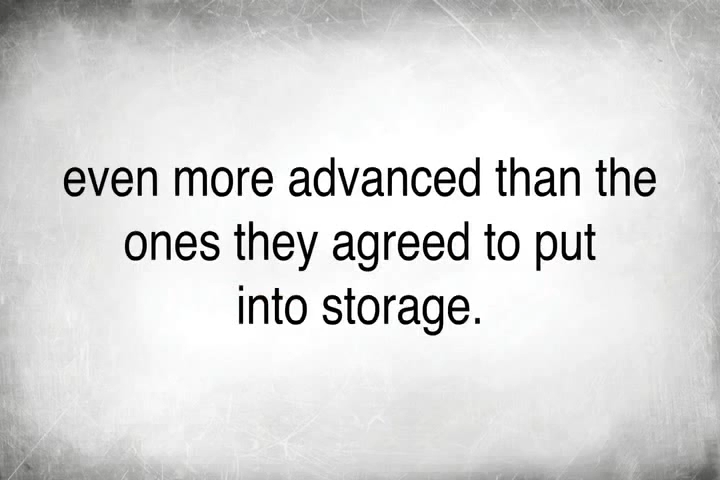 even more advanced than the
ones they agreed to put
into storage.